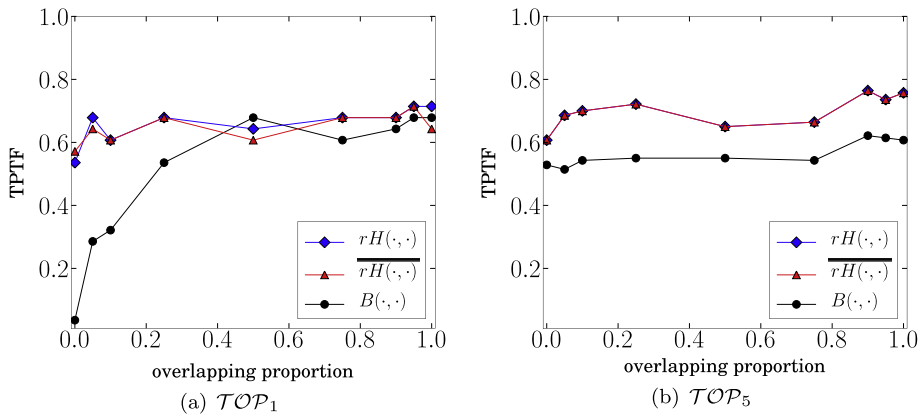 1.0
0.8
0.6
0.4
0.2
TPTF
0.0 0.2 0.4 0.6 0.8 1.0
overlapping proportion
rH(·,·)
\overline{rH(·,·)}
B(·,·)
(a) 𝒯𝒪𝒫₁
1.0
0.8
0.6
0.4
0.2
TPTF
0.0 0.2 0.4 0.6 0.8 1.0
overlapping proportion
rH(·,·)
\overline{rH(·,·)}
B(·,·)
(b) 𝒯𝒪𝒫₅